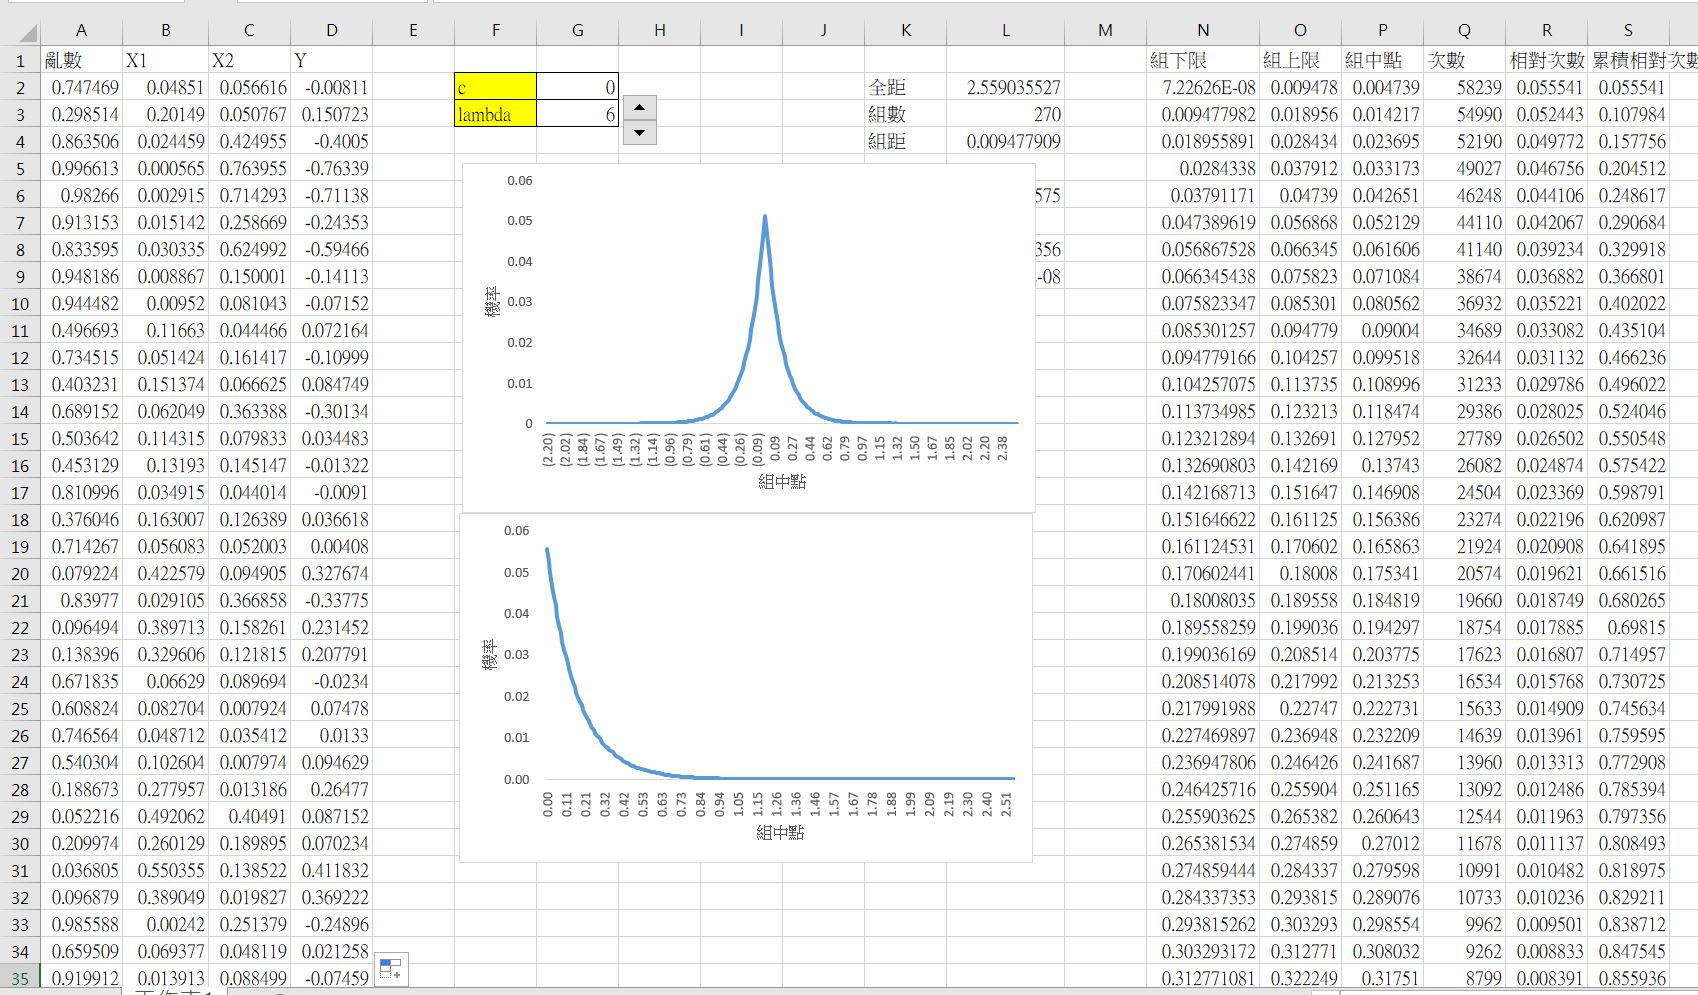 A B C D E F G H I J K L M N O P Q R S
1 亂數 X1 X2 Y 組下限 組上限 組中點 次數 相對次數 累積相對次數
2 0.747469 0.04851 0.056616 -0.00811 c 0 全距 2.559035527 7.22626E-08 0.009478 0.004739 58239 0.055541 0.055541
3 0.298514 0.20149 0.050767 0.150723 lambda 6 組數 270 0.009477982 0.018956 0.014217 54990 0.052443 0.107984
4 0.863506 0.024459 0.424955 -0.4005 組距 0.009477909 0.018955891 0.028434 0.023695 52190 0.049772 0.157756
5 0.996613 0.000565 0.763955 -0.76339 0.0284338 0.037912 0.033173 49027 0.046756 0.204512
6 0.98266 0.002915 0.714293 -0.71138 575 0.03791171 0.04739 0.042651 46248 0.044106 0.248617
7 0.913153 0.015142 0.258669 -0.24353 0.047389619 0.056868 0.052129 44110 0.042067 0.290684
8 0.833595 0.030335 0.624992 -0.59466 356 0.056867528 0.066345 0.061606 41140 0.039234 0.329918
9 0.948186 0.008867 0.150001 -0.14113 -08 0.066345438 0.075823 0.071084 38674 0.036882 0.366801
10 0.944482 0.00952 0.081043 -0.07152 0.075823347 0.085301 0.080562 36932 0.035221 0.402022
11 0.496693 0.11663 0.044466 0.072164 0.085301257 0.094779 0.09004 34689 0.033082 0.435104
12 0.734515 0.051424 0.161417 -0.10999 0.094779166 0.104257 0.099518 32644 0.031132 0.466236
13 0.403231 0.151374 0.066625 0.084749 0.104257075 0.113735 0.108996 31233 0.029786 0.496022
14 0.689152 0.062049 0.363388 -0.30134 0.113734985 0.123213 0.118474 29386 0.028025 0.524046
15 0.503642 0.114315 0.079833 0.034483 0.123212894 0.132691 0.127952 27789 0.026502 0.550548
16 0.453129 0.13193 0.145147 -0.01322 0.132690803 0.142169 0.13743 26082 0.024874 0.575422
17 0.810996 0.034915 0.044014 -0.0091 0.142168713 0.151647 0.146908 24504 0.023369 0.598791
18 0.376046 0.163007 0.126389 0.036618 0.151646622 0.161125 0.156386 23274 0.022196 0.620987
19 0.714267 0.056083 0.052003 0.00408 0.161124531 0.170602 0.165863 21924 0.020908 0.641895
20 0.079224 0.422579 0.094905 0.327674 0.170602441 0.18008 0.175341 20574 0.019621 0.661516
21 0.83977 0.029105 0.366858 -0.33775 0.18008035 0.189558 0.184819 19660 0.018749 0.680265
22 0.096494 0.389713 0.158261 0.231452 0.189558259 0.199036 0.194297 18754 0.017885 0.69815
23 0.138396 0.329606 0.121815 0.207791 0.199036169 0.208514 0.203775 17623 0.016807 0.714957
24 0.671835 0.06629 0.089694 -0.0234 0.208514078 0.217992 0.213253 16534 0.015768 0.730725
25 0.608824 0.082704 0.007924 0.07478 0.217991988 0.22747 0.222731 15633 0.014909 0.745634
26 0.746564 0.048712 0.035412 0.0133 0.227469897 0.236948 0.232209 14639 0.013961 0.759595
27 0.540304 0.102604 0.007974 0.094629 0.236947806 0.246426 0.241687 13960 0.013313 0.772908
28 0.188673 0.277957 0.013186 0.26477 0.246425716 0.255904 0.251165 13092 0.012486 0.785394
29 0.052216 0.492062 0.40491 0.087152 0.255903625 0.265382 0.260643 12544 0.011963 0.797356
30 0.209974 0.260129 0.189895 0.070234 0.265381534 0.274859 0.27012 11678 0.011137 0.808493
31 0.036805 0.550355 0.138522 0.411832 0.274859444 0.284337 0.279598 10991 0.010482 0.818975
32 0.096879 0.389049 0.019827 0.369222 0.284337353 0.293815 0.289076 10733 0.010236 0.829211
33 0.985588 0.00242 0.251379 -0.24896 0.293815262 0.303293 0.298554 9962 0.009501 0.838712
34 0.659509 0.069377 0.048119 0.021258 0.303293172 0.312771 0.308032 9262 0.008833 0.847545
35 0.919912 0.013913 0.088499 -0.07459 0.312771081 0.322249 0.31751 8799 0.008391 0.855936
0.06
0.05
0.04
0.03
0.02
0.01
0
機率
(2.20) (2.02) (1.84) (1.67) (1.49) (1.32) (1.14) (0.96) (0.79) (0.61) (0.44) (0.26) (0.09) 0.09 0.27 0.44 0.62 0.79 0.97 1.15 1.32 1.50 1.67 1.85 2.02 2.20 2.38
組中點
0.06
0.05
0.04
0.03
0.02
0.01
0.00
機率
0.00 0.11 0.21 0.32 0.42 0.53 0.63 0.73 0.84 0.94 1.05 1.15 1.26 1.36 1.46 1.57 1.67 1.78 1.88 1.99 2.09 2.19 2.30 2.40 2.51
組中點